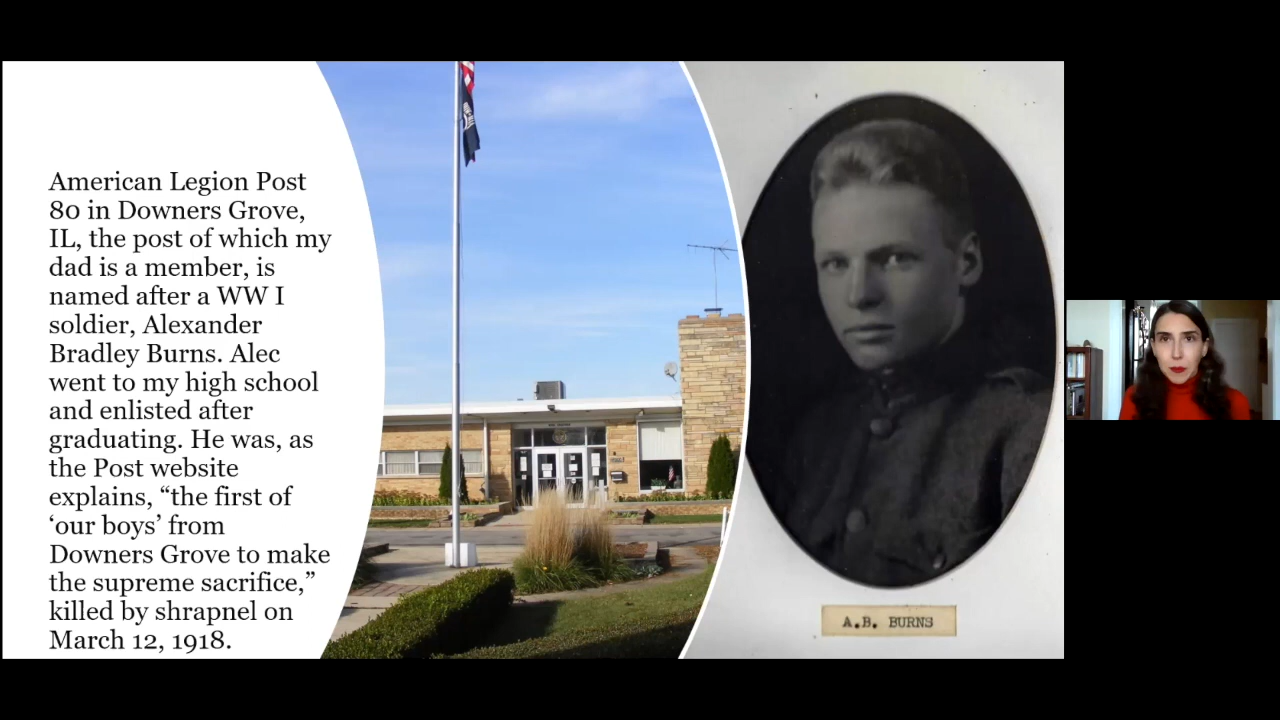 American Legion Post
80 in Downers Grove,
IL, the post of which my
dad is a member, is
named after a WW I
soldier, Alexander
Bradley Burns. Alec
went to my high school
and enlisted after
graduating. He was, as
the Post website
explains, “the first of
‘our boys’ from
Downers Grove to make
the supreme sacrifice,”
killed by shrapnel on
March 12, 1918.
A.B. BURNS